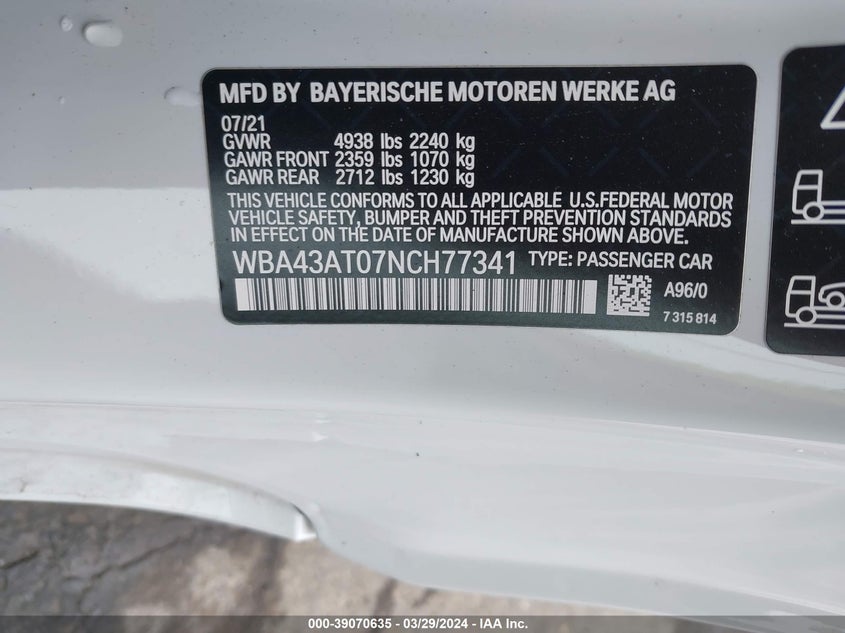 MFD BY BAYERISCHE MOTOREN WERKE AG
07/21
GVWR 4938 lbs 2240 kg
GAWR FRONT 2359 lbs 1070 kg
GAWR REAR 2712 lbs 1230 kg
THIS VEHICLE CONFORMS TO ALL APPLICABLE U.S.FEDERAL MOTOR
VEHICLE SAFETY, BUMPER AND THEFT PREVENTION STANDARDS
IN EFFECT ON THE DATE OF MANUFACTURE SHOWN ABOVE.
WBA43AT07NCH77341 TYPE: PASSENGER CAR
A96/0
7 315 814
000-39070635 - 03/29/2024 - IAA Inc.